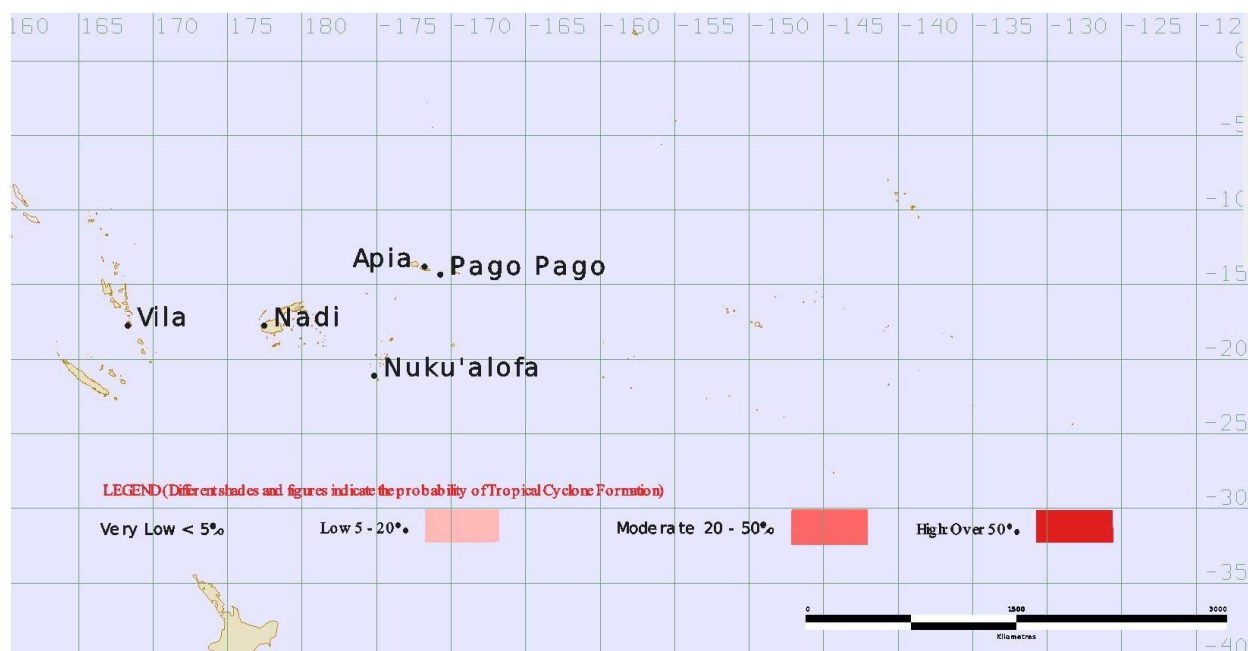 160 165 170 175 180 -175 -170 -165 -160 -155 -150 -145 -140 -135 -130 -125 -12
0
-5
-10
Apia
Pago Pago
-15
Vila
Nadi
Nuku'alofa
-20
-25
LEGEND(Different shades and figures indicate the probability of Tropical Cyclone Formation)
-30
Very Low < 5%
Low 5 - 20%
Moderate 20 - 50%
High: Over 50%
-35
0 1500 3000
Kilometres
-40